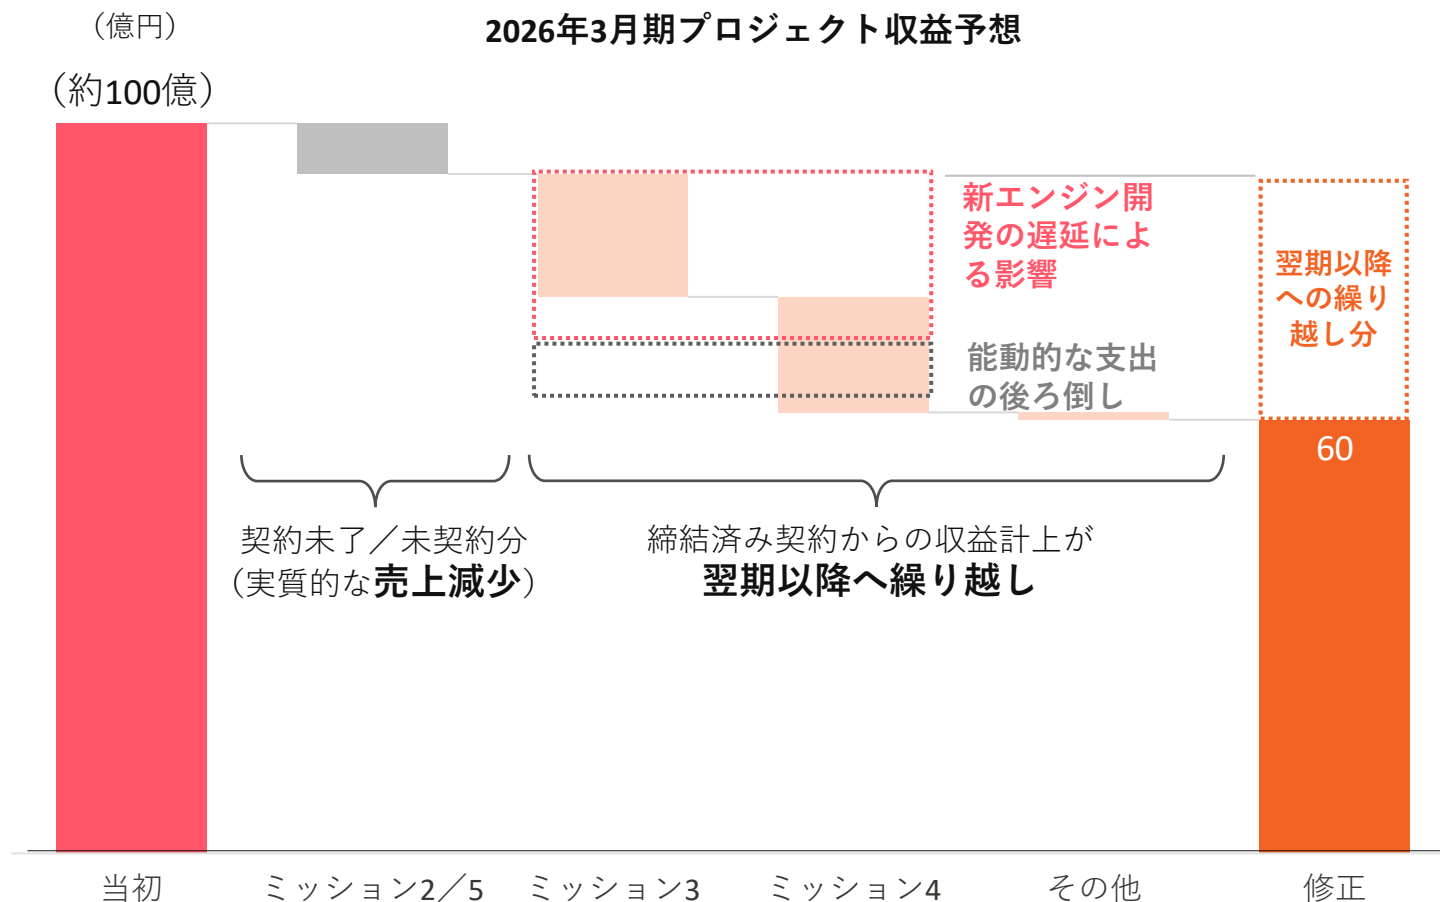 （億円）
2026年3月期プロジェクト収益予想
（約100億）
新エンジン開
発の遅延によ
る影響
能動的な支出
の後ろ倒し
翌期以降
への繰り
越し分
60
契約未了／未契約分
（実質的な売上減少）
締結済み契約からの収益計上が
翌期以降へ繰り越し
当初
ミッション2／5
ミッション3
ミッション4
その他
修正